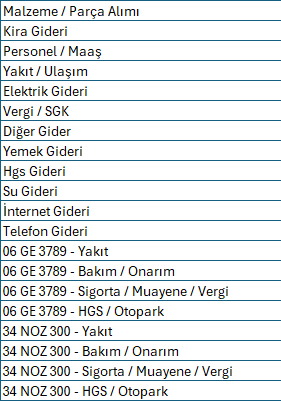 Malzeme / Parça Alımı
Kira Gideri
Personel / Maaş
Yakıt / Ulaşım
Elektrik Gideri
Vergi / SGK
Diğer Gider
Yemek Gideri
Hgs Gideri
Su Gideri
İnternet Gideri
Telefon Gideri
06 GE 3789 - Yakıt
06 GE 3789 - Bakım / Onarım
06 GE 3789 - Sigorta / Muayene / Vergi
06 GE 3789 - HGS / Otopark
34 NOZ 300 - Yakıt
34 NOZ 300 - Bakım / Onarım
34 NOZ 300 - Sigorta / Muayene / Vergi
34 NOZ 300 - HGS / Otopark